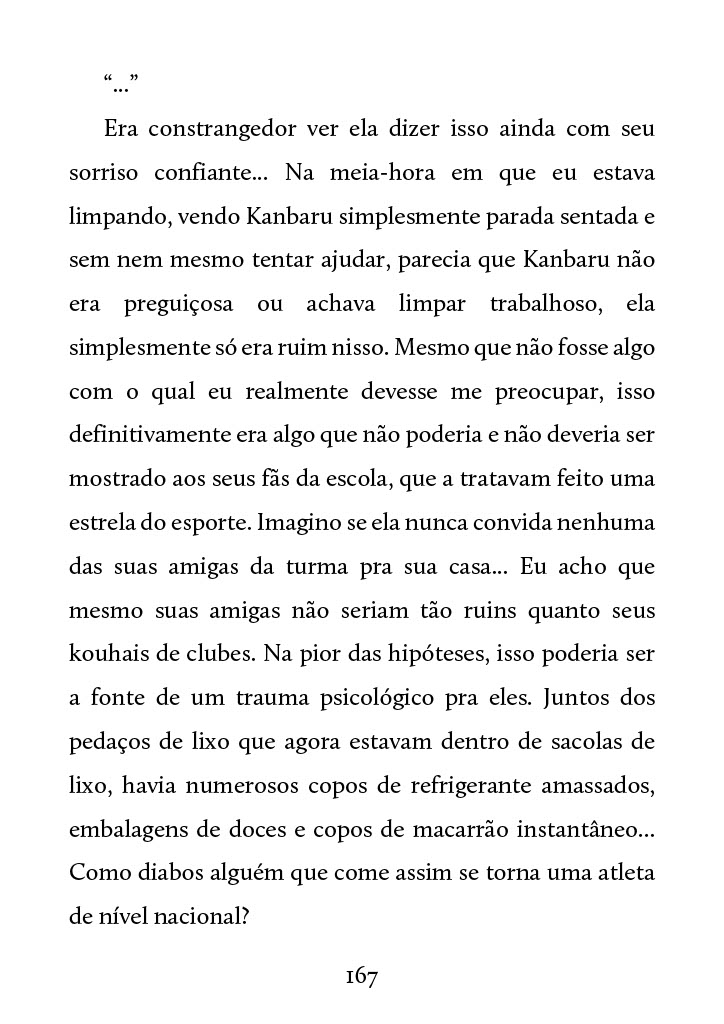 “...”
Era constrangedor ver ela dizer isso ainda com seu
sorriso confiante... Na meia-hora em que eu estava
limpando, vendo Kanbaru simplesmente parada sentada e
sem nem mesmo tentar ajudar, parecia que Kanbaru não
era preguiçosa ou achava limpar trabalhoso, ela
simplesmente só era ruim nisso. Mesmo que não fosse algo
com o qual eu realmente devesse me preocupar, isso
definitivamente era algo que não poderia e não deveria ser
mostrado aos seus fãs da escola, que a tratavam feito uma
estrela do esporte. Imagino se ela nunca convida nenhuma
das suas amigas da turma pra sua casa... Eu acho que
mesmo suas amigas não seriam tão ruins quanto seus
kouhais de clubes. Na pior das hipóteses, isso poderia ser
a fonte de um trauma psicológico pra eles. Juntos dos
pedaços de lixo que agora estavam dentro de sacolas de
lixo, havia numerosos copos de refrigerante amassados,
embalagens de doces e copos de macarrão instantâneo...
Como diabos alguém que come assim se torna uma atleta
de nível nacional?
167